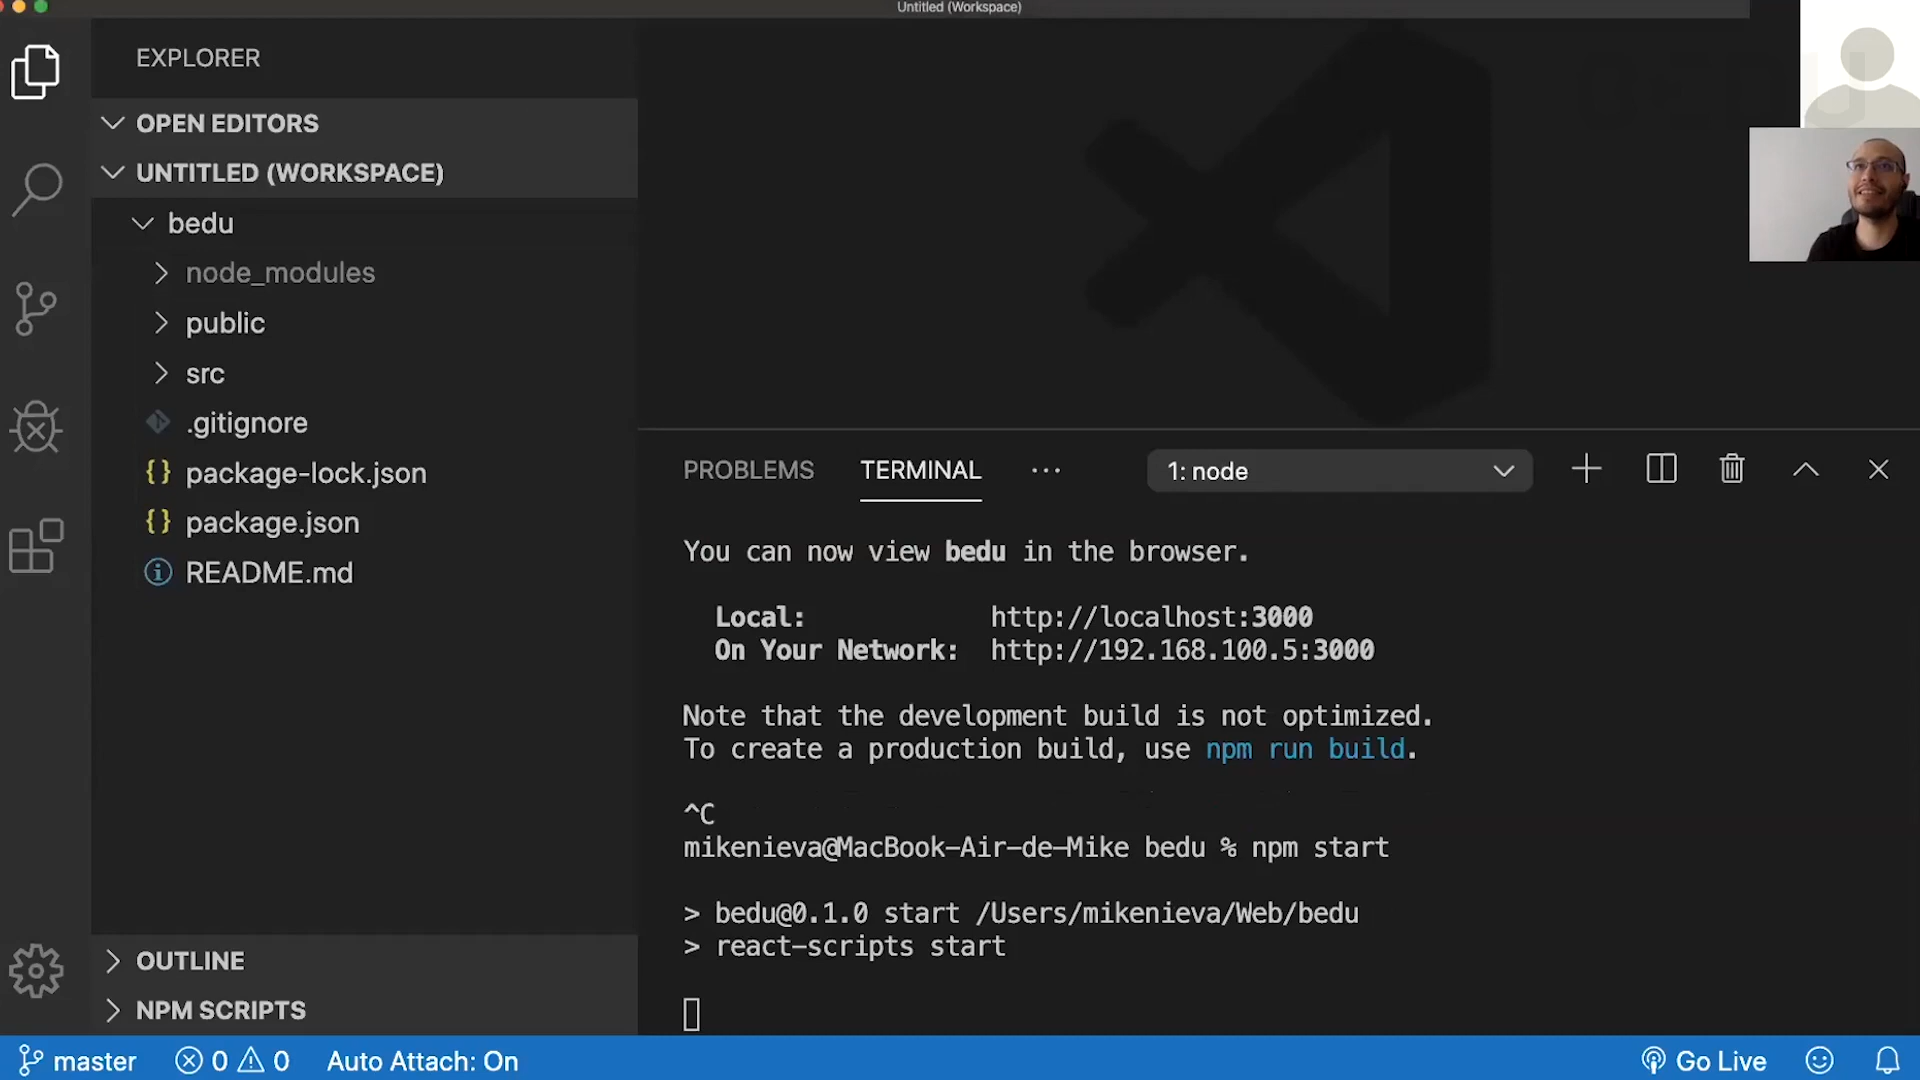 Untitled (Workspace)
EXPLORER
OPEN EDITORS
UNTITLED (WORKSPACE)
bedu
node_modules
public
src
.gitignore
package-lock.json
package.json
README.md
OUTLINE
NPM SCRIPTS
PROBLEMS TERMINAL ··· 1: node
You can now view bedu in the browser.
Local: http://localhost:3000
On Your Network: http://192.168.100.5:3000
Note that the development build is not optimized.
To create a production build, use npm run build.
^C
mikenieva@MacBook-Air-de-Mike bedu % npm start
> bedu@0.1.0 start /Users/mikenieva/Web/bedu
> react-scripts start
master 0 0 Auto Attach: On Go Live